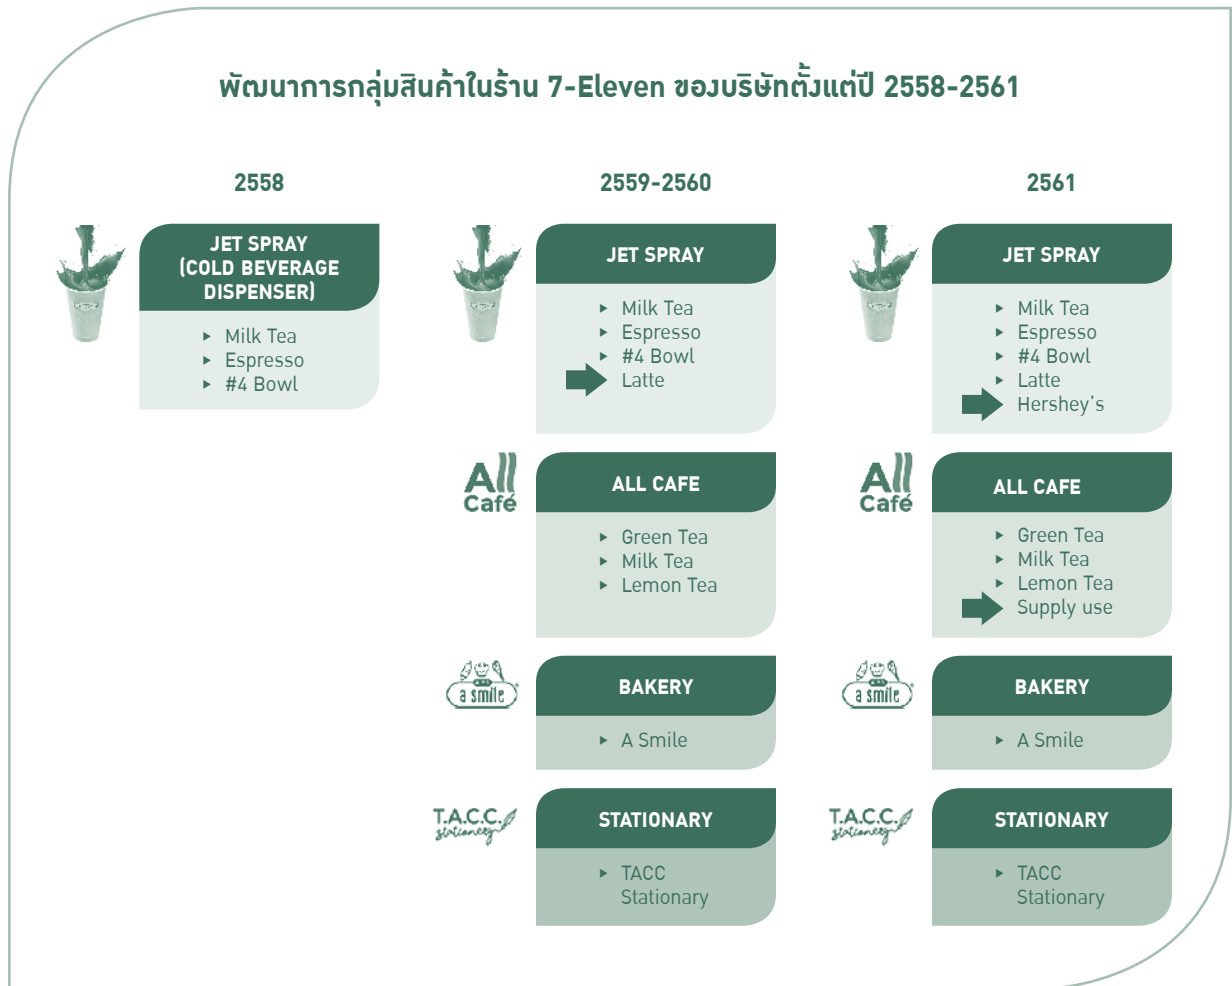 พัฒนาการกลุ่มสินค้าในร้าน 7-Eleven ของบริษัทตั้งแต่ปี 2558-2561
2558
JET SPRAY
(COLD BEVERAGE
DISPENSER)
Milk Tea
Espresso
#4 Bowl
2559-2560
JET SPRAY
Milk Tea
Espresso
#4 Bowl
Latte
All
Café
ALL CAFE
Green Tea
Milk Tea
Lemon Tea
a smile
BAKERY
A Smile
T.A.C.C.
stationery
STATIONARY
TACC
Stationary
2561
JET SPRAY
Milk Tea
Espresso
#4 Bowl
Latte
Hershey's
All
Café
ALL CAFE
Green Tea
Milk Tea
Lemon Tea
Supply use
a smile
BAKERY
A Smile
T.A.C.C.
stationery
STATIONARY
TACC
Stationary